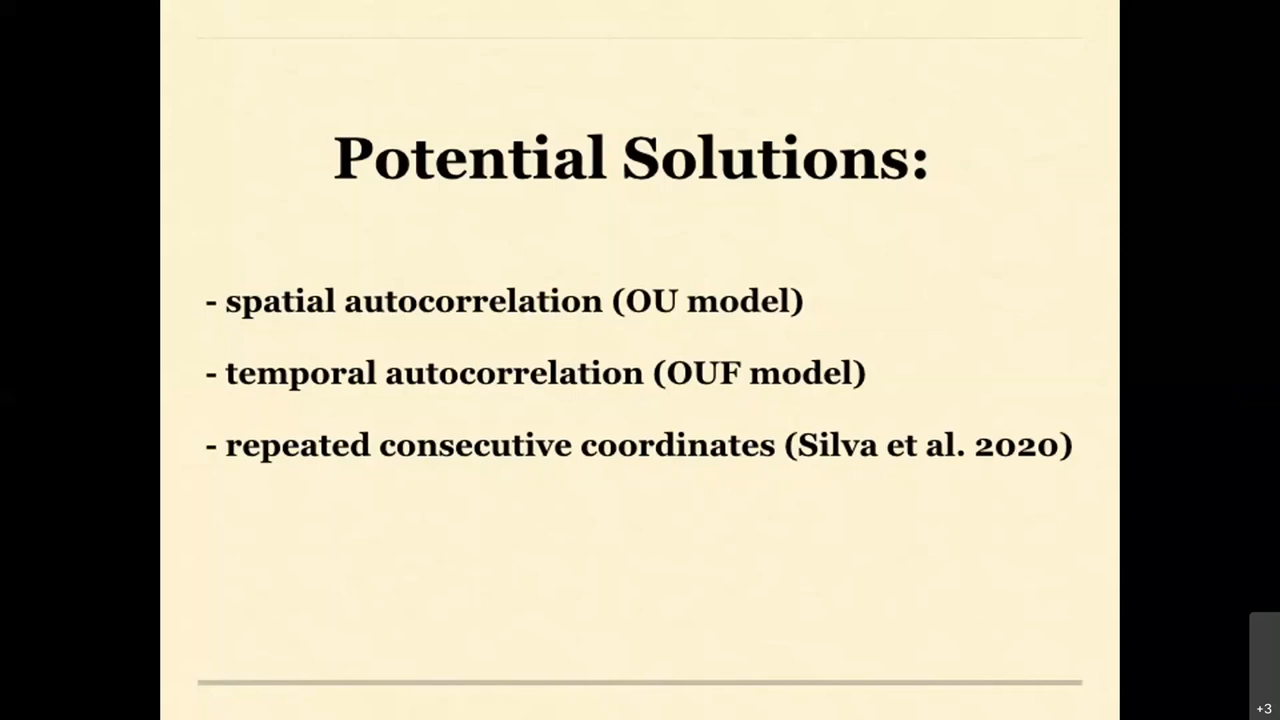 Potential Solutions:
- spatial autocorrelation (OU model)
- temporal autocorrelation (OUF model)
- repeated consecutive coordinates (Silva et al. 2020)
+3